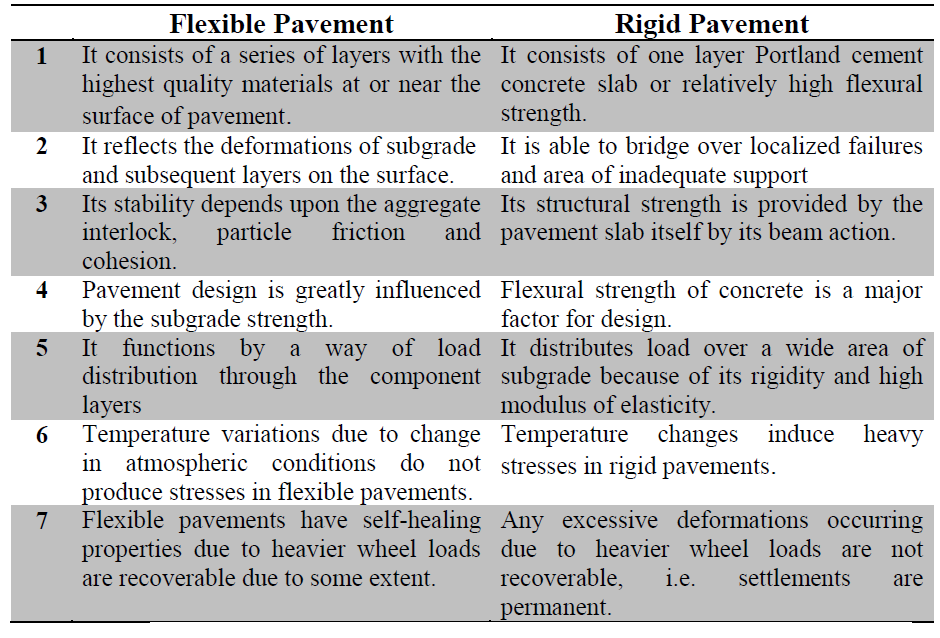 Flexible Pavement Rigid Pavement
1 It consists of a series of layers with the
highest quality materials at or near the
surface of pavement.
It consists of one layer Portland cement
concrete slab or relatively high flexural
strength.
2 It reflects the deformations of subgrade
and subsequent layers on the surface.
It is able to bridge over localized failures
and area of inadequate support
3 Its stability depends upon the aggregate
interlock, particle friction and
cohesion.
Its structural strength is provided by the
pavement slab itself by its beam action.
4 Pavement design is greatly influenced
by the subgrade strength.
Flexural strength of concrete is a major
factor for design.
5 It functions by a way of load
distribution through the component
layers
It distributes load over a wide area of
subgrade because of its rigidity and high
modulus of elasticity.
6 Temperature variations due to change
in atmospheric conditions do not
produce stresses in flexible pavements.
Temperature changes induce heavy
stresses in rigid pavements.
7 Flexible pavements have self-healing
properties due to heavier wheel loads
are recoverable due to some extent.
Any excessive deformations occurring
due to heavier wheel loads are not
recoverable, i.e. settlements are
permanent.